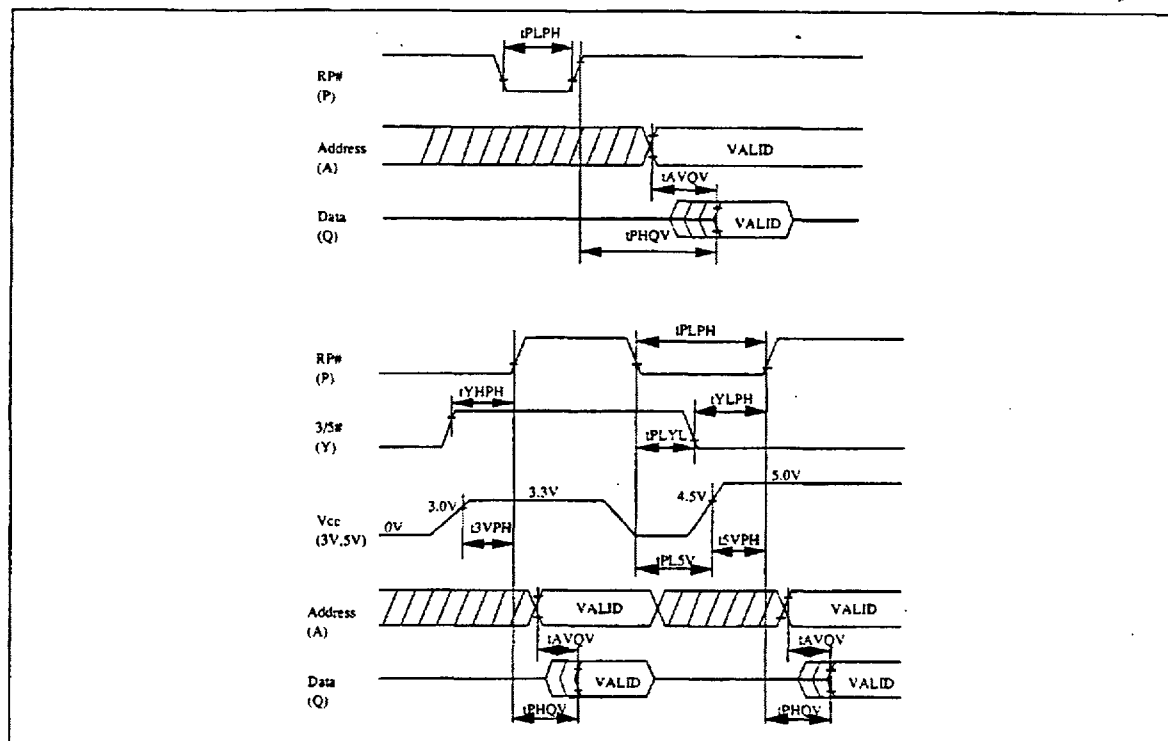 tPLPH
RP#
(P)
Address
(A)
VALID
tAVQV
Data
(Q)
VALID
tPHQV
tPLPH
RP#
(P)
tYHPH
tYLPH
3/5#
(Y)
tPLYL
5.0V
3.0V
3.3V
4.5V
Vcc
(3V,5V)
0V
t3VPH
t5VPH
tPL5V
Address
(A)
VALID
VALID
tAVQV
tAVQV
Data
(Q)
VALID
VALID
tPHQV
tPHQV